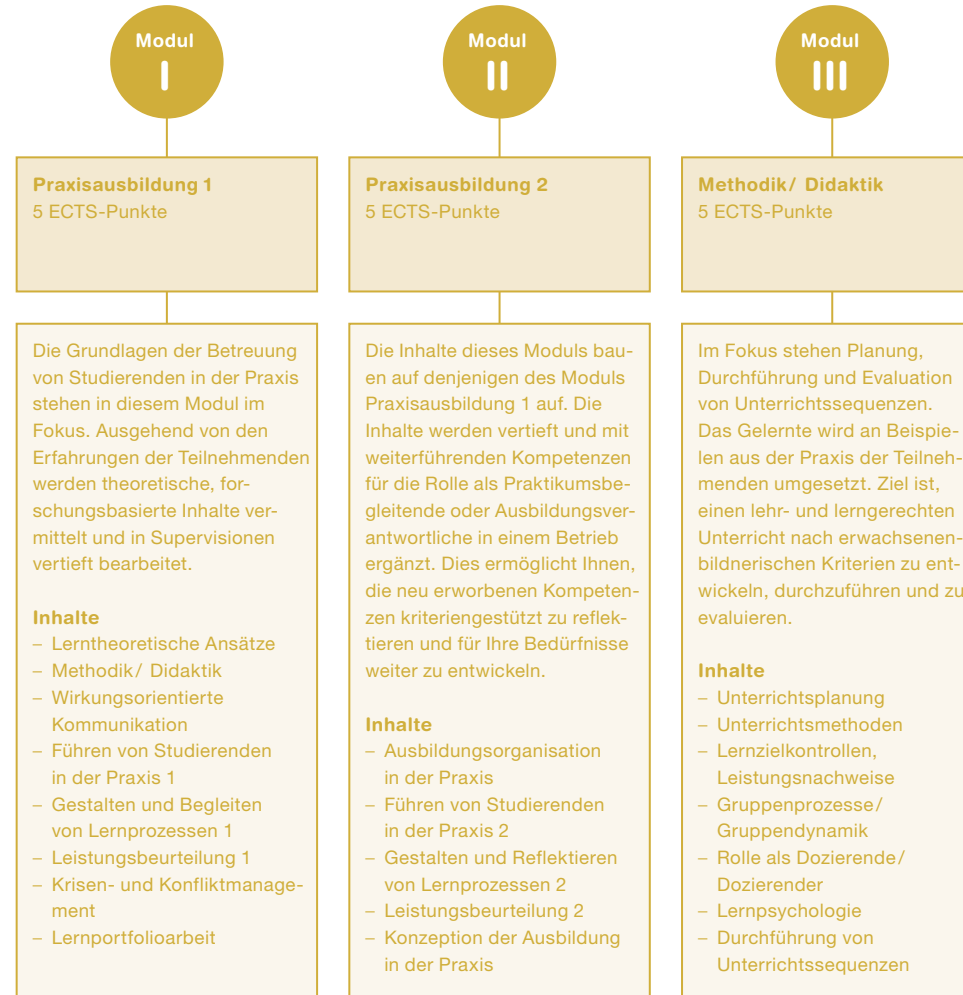 Modul
I
Praxisausbildung 1
5 ECTS-Punkte
Die Grundlagen der Betreuung
von Studierenden in der Praxis
stehen in diesem Modul im
Fokus. Ausgehend von den
Erfahrungen der Teilnehmenden
werden theoretische, for-
schungsbasierte Inhalte ver-
mittelt und in Supervisionen
vertieft bearbeitet.
Inhalte
– Lerntheoretische Ansätze
– Methodik/ Didaktik
– Wirkungsorientierte
Kommunikation
– Führen von Studierenden
in der Praxis 1
– Gestalten und Begleiten
von Lernprozessen 1
– Leistungsbeurteilung 1
– Krisen- und Konfliktmanage-
ment
– Lernportfolioarbeit
Modul
II
Praxisausbildung 2
5 ECTS-Punkte
Die Inhalte dieses Moduls bau-
en auf denjenigen des Moduls
Praxisausbildung 1 auf. Die
Inhalte werden vertieft und mit
weiterführenden Kompetenzen
für die Rolle als Praktikumsbe-
gleitende oder Ausbildungsver-
antwortliche in einem Betrieb
ergänzt. Dies ermöglicht Ihnen,
die neu erworbenen Kompeten-
zen kriteriengestützt zu reflek-
tieren und für Ihre Bedürfnisse
weiter zu entwickeln.
Inhalte
– Ausbildungsorganisation
in der Praxis
– Führen von Studierenden
in der Praxis 2
– Gestalten und Reflektieren
von Lernprozessen 2
– Leistungsbeurteilung 2
– Konzeption der Ausbildung
in der Praxis
Modul
III
Methodik/ Didaktik
5 ECTS-Punkte
Im Fokus stehen Planung,
Durchführung und Evaluation
von Unterrichtssequenzen.
Das Gelernte wird an Beispie-
len aus der Praxis der Teilneh-
menden umgesetzt. Ziel ist,
einen lehr- und lerngerechten
Unterricht nach erwachsenen-
bildnerischen Kriterien zu ent-
wickeln, durchzuführen und zu
evaluieren.
Inhalte
– Unterrichtsplanung
– Unterrichtsmethoden
– Lernzielkontrollen,
Leistungsnachweise
– Gruppenprozesse/
Gruppendynamik
– Rolle als Dozierende/
Dozierender
– Lernpsychologie
– Durchführung von
Unterrichtssequenzen